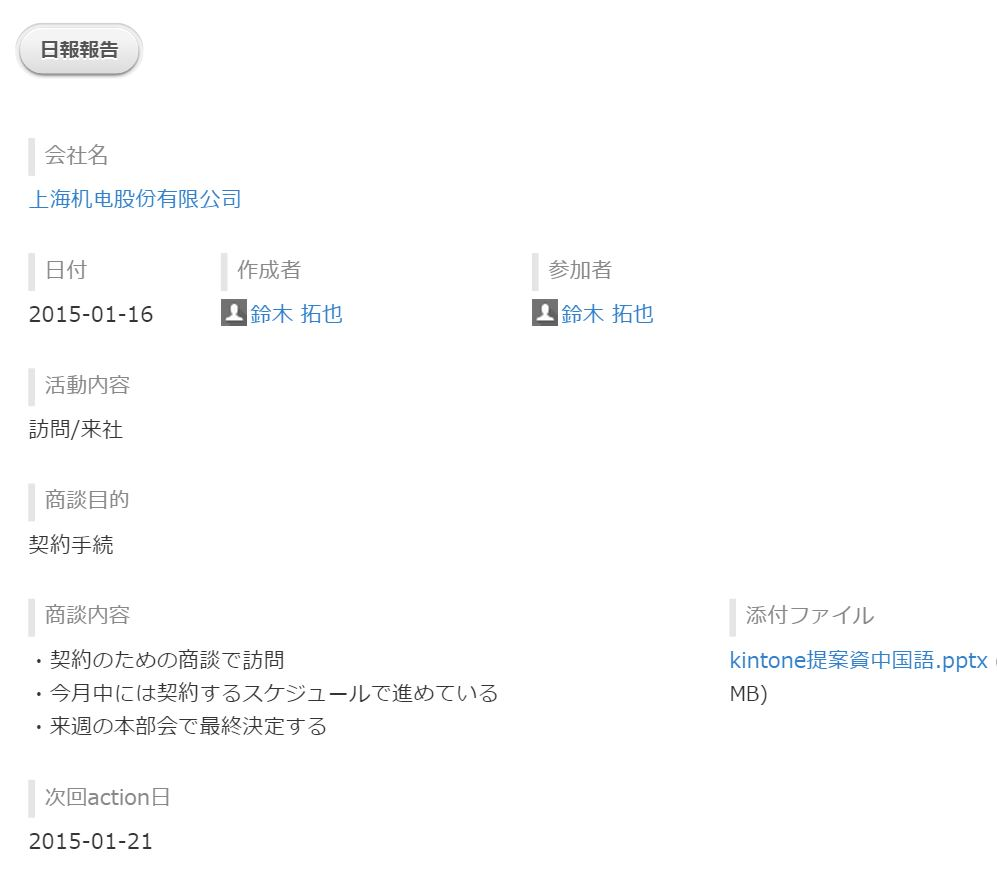 日報報告
会社名
上海机电股份有限公司
日付 作成者 参加者
2015-01-16 鈴木 拓也 鈴木 拓也
活動内容
訪問/来社
商談目的
契約手続
商談内容 添付ファイル
・契約のための商談で訪問 kintone提案資中国語.pptx (
・今月中には契約するスケジュールで進めている MB)
・来週の本部会で最終決定する
次回action日
2015-01-21